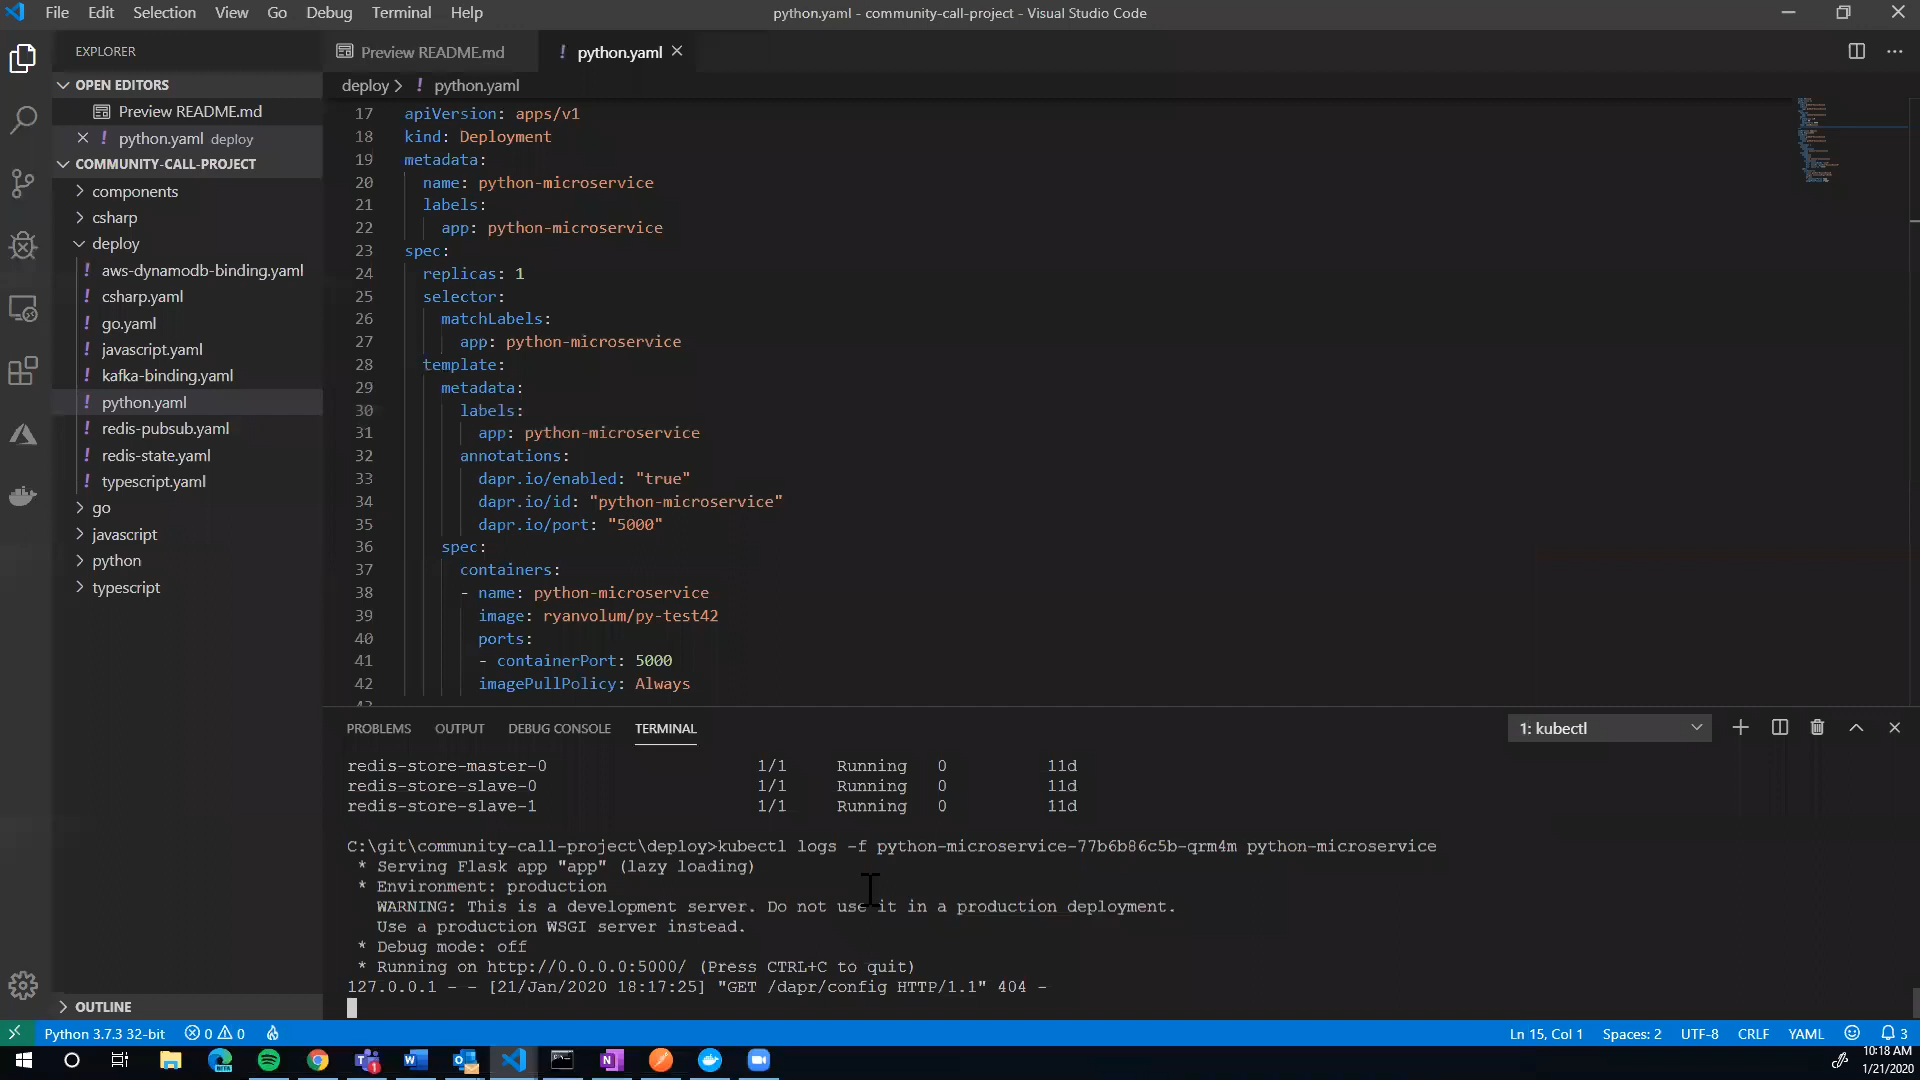 File Edit Selection View Go Debug Terminal Help
python.yaml - community-call-project - Visual Studio Code
EXPLORER
OPEN EDITORS
Preview README.md
python.yaml deploy
COMMUNITY-CALL-PROJECT
components
csharp
deploy
! aws-dynamodb-binding.yaml
! csharp.yaml
! go.yaml
! javascript.yaml
! kafka-binding.yaml
! python.yaml
! redis-pubsub.yaml
! redis-state.yaml
! typescript.yaml
go
javascript
python
typescript
OUTLINE
Preview README.md
! python.yaml
deploy > ! python.yaml
17 apiVersion: apps/v1
18 kind: Deployment
19 metadata:
20 name: python-microservice
21 labels:
22 app: python-microservice
23 spec:
24 replicas: 1
25 selector:
26 matchLabels:
27 app: python-microservice
28 template:
29 metadata:
30 labels:
31 app: python-microservice
32 annotations:
33 dapr.io/enabled: "true"
34 dapr.io/id: "python-microservice"
35 dapr.io/port: "5000"
36 spec:
37 containers:
38 - name: python-microservice
39 image: ryanvolum/py-test42
40 ports:
41 - containerPort: 5000
42 imagePullPolicy: Always
PROBLEMS OUTPUT DEBUG CONSOLE TERMINAL
1: kubectl
redis-store-master-0 1/1 Running 0 11d
redis-store-slave-0 1/1 Running 0 11d
redis-store-slave-1 1/1 Running 0 11d
C:\git\community-call-project\deploy>kubectl logs -f python-microservice-77b6b86c5b-qrm4m python-microservice
* Serving Flask app "app" (lazy loading)
* Environment: production
WARNING: This is a development server. Do not use it in a production deployment.
Use a production WSGI server instead.
* Debug mode: off
* Running on http://0.0.0.0:5000/ (Press CTRL+C to quit)
127.0.0.1 - - [21/Jan/2020 18:17:25] "GET /dapr/config HTTP/1.1" 404 -
Python 3.7.3 32-bit 0 0
Ln 15, Col 1 Spaces: 2 UTF-8 CRLF YAML 3
10:18 AM
1/21/2020